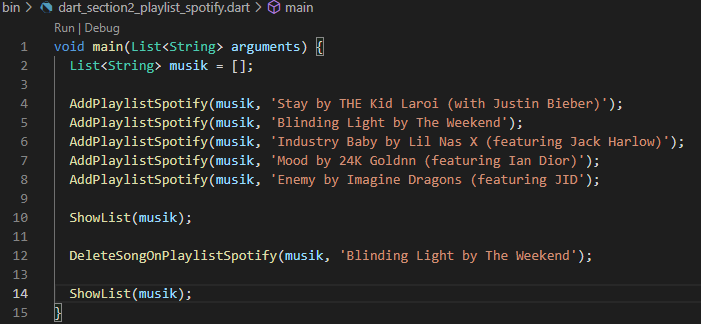 bin > dart_section2_playlist_spotify.dart > main
Run | Debug
1 void main(List<String> arguments) {
2 List<String> musik = [];
3
4 AddPlaylistSpotify(musik, 'Stay by THE Kid Laroi (with Justin Bieber)');
5 AddPlaylistSpotify(musik, 'Blinding Light by The Weekend');
6 AddPlaylistSpotify(musik, 'Industry Baby by Lil Nas X (featuring Jack Harlow)');
7 AddPlaylistSpotify(musik, 'Mood by 24K Goldnn (featuring Ian Dior)');
8 AddPlaylistSpotify(musik, 'Enemy by Imagine Dragons (featuring JID');
9
10 ShowList(musik);
11
12 DeleteSongOnPlaylistSpotify(musik, 'Blinding Light by The Weekend');
13
14 ShowList(musik);
15 }